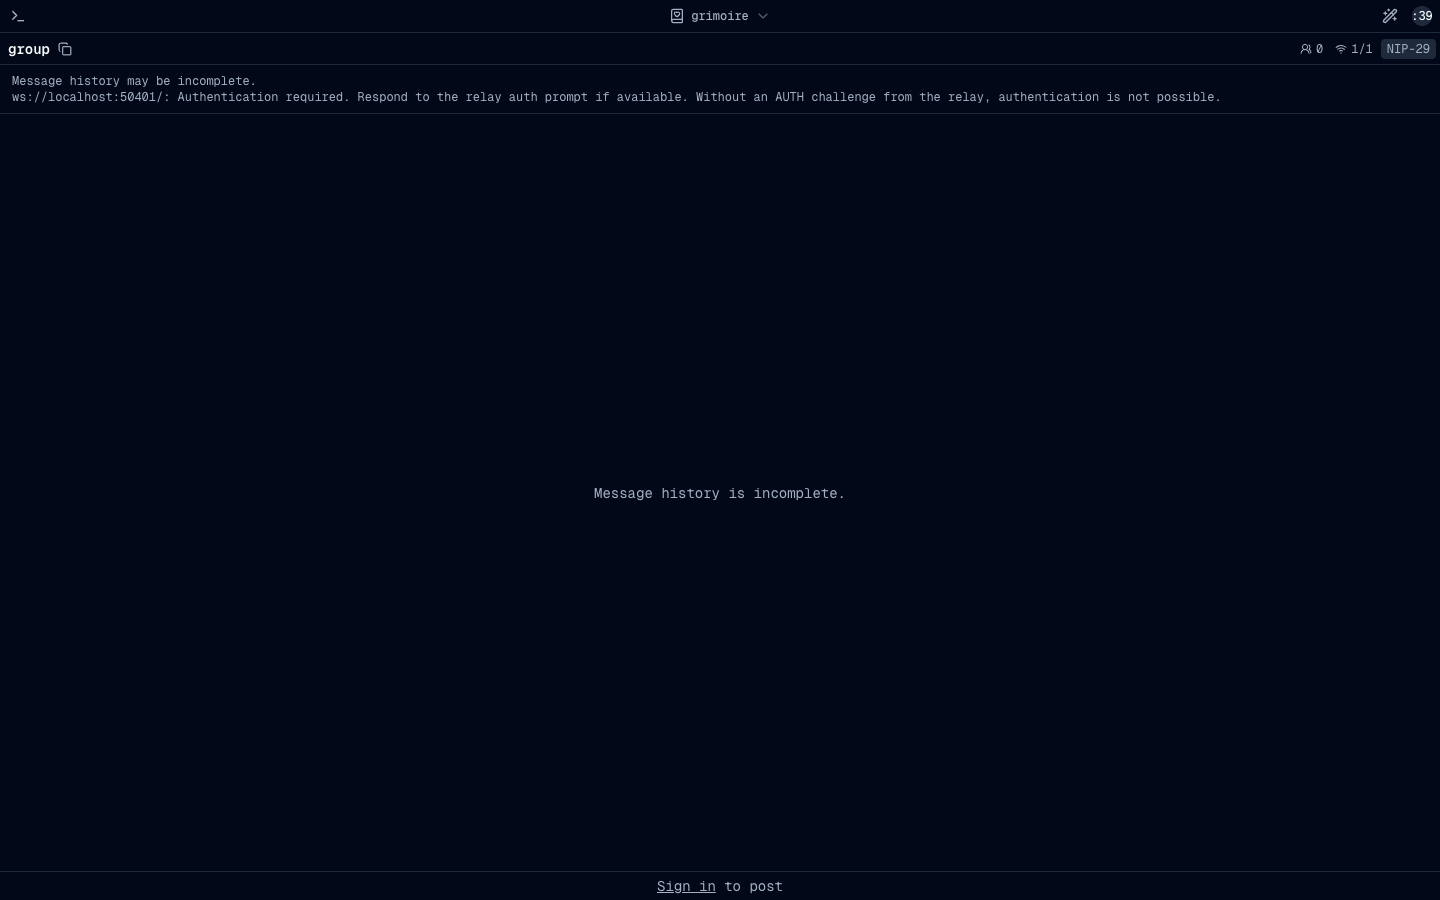 grimoire
:39
group
0
1/1
NIP-29
Message history may be incomplete.
ws://localhost:50401/: Authentication required. Respond to the relay auth prompt if available. Without an AUTH challenge from the relay, authentication is not possible.
Message history is incomplete.
Sign in to post